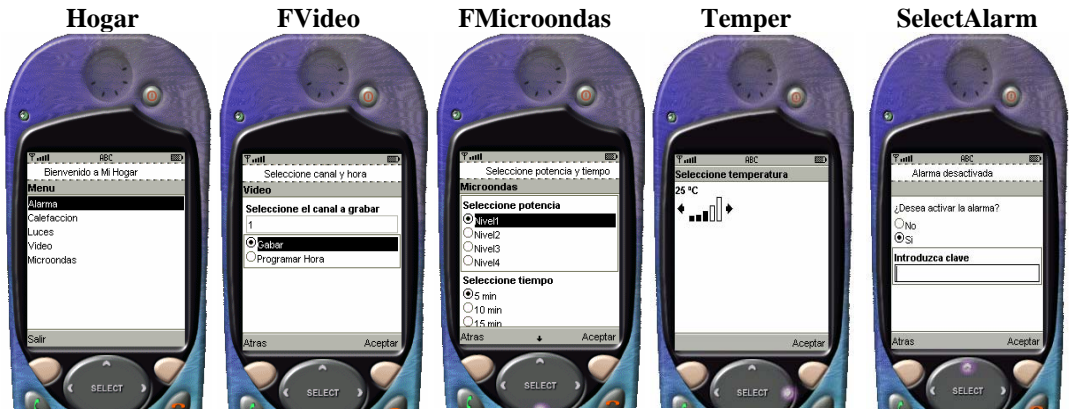 Hogar
FVideo
FMicroondas
Temper
SelectAlarm
ABC
Bienvenido a Mi Hogar
Menu
Alarma
Calefaccion
Luces
Video
Microondas
Salir
SELECT
Seleccione canal y hora
Video
Seleccione el canal a grabar
1
Gabar
Programar Hora
Atras Aceptar
SELECT
Seleccione potencia y tiempo
Microondas
Seleccione potencia
Nivel1
Nivel2
Nivel3
Nivel4
Seleccione tiempo
5 min
10 min
15 min
Atras Aceptar
SELECT
ABC
Seleccione temperatura
25 ºC
Aceptar
SELECT
ABC
Alarma desactivada
¿Desea activar la alarma?
No
Si
Introduzca clave
Atras Aceptar
SELECT